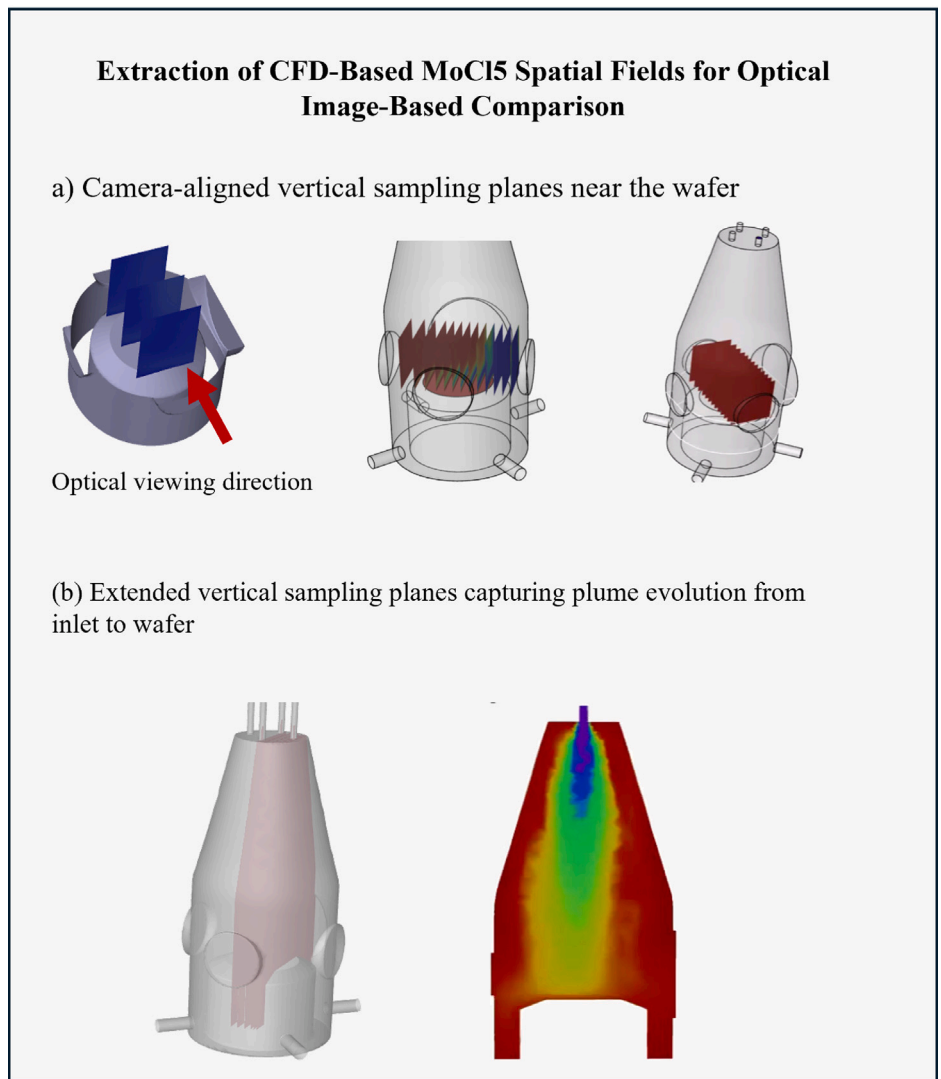 Extraction of CFD-Based MoCl5 Spatial Fields for Optical
Image-Based Comparison
a) Camera-aligned vertical sampling planes near the wafer
Optical viewing direction
(b) Extended vertical sampling planes capturing plume evolution from
inlet to wafer